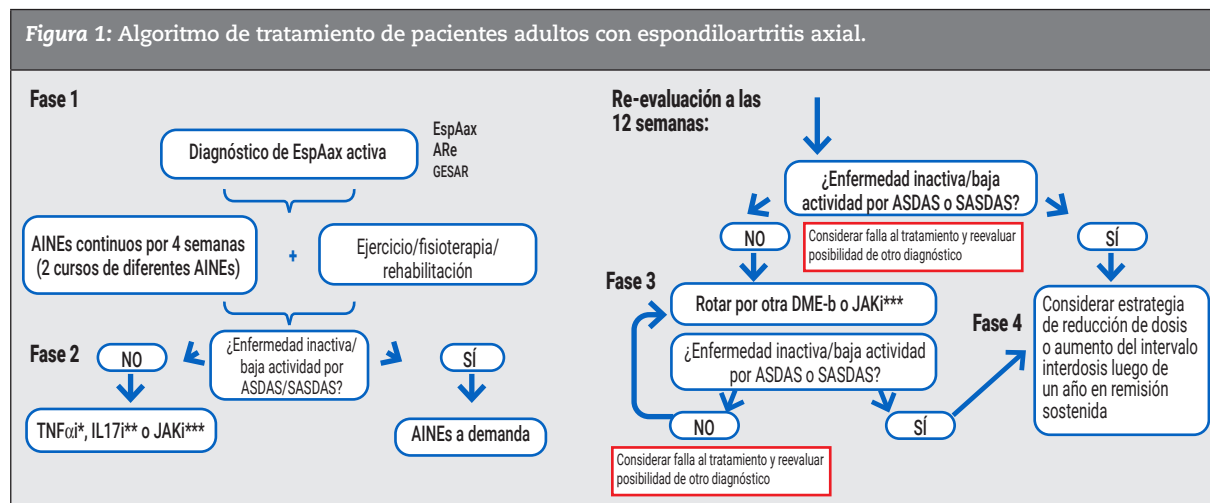 Figura 1: Algoritmo de tratamiento de pacientes adultos con espondiloartritis axial.
Fase 1
Diagnóstico de EspAax activa
EspAax
ARe
GESAR
AINEs continuos por 4 semanas
(2 cursos de diferentes AINEs)
+
Ejercicio/fisioterapia/
rehabilitación
Fase 2
NO
¿Enfermedad inactiva/
baja actividad por
ASDAS/SASDAS?
SÍ
TNFαi*, IL17i** o JAKi***
AINEs a demanda
Re-evaluación a las
12 semanas:
¿Enfermedad inactiva/baja
actividad por ASDAS o SASDAS?
NO
Considerar falla al tratamiento y reevaluar
posibilidad de otro diagnóstico
SÍ
Fase 3
Rotar por otra DME-b o JAKi***
¿Enfermedad inactiva/baja actividad
por ASDAS o SASDAS?
NO
SÍ
Considerar falla al tratamiento y reevaluar
posibilidad de otro diagnóstico
Fase 4
Considerar estrategia
de reducción de dosis
o aumento del intervalo
interdosis luego de
un año en remisión
sostenida